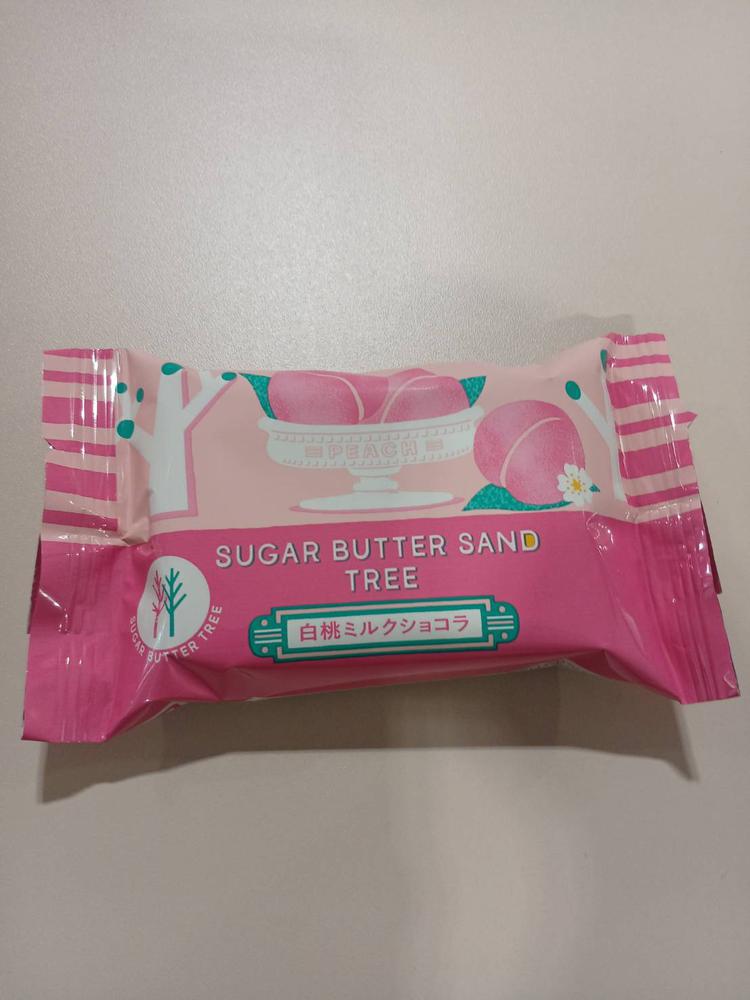 PEACH
SUGAR BUTTER SAND
TREE
白桃ミルクショコラ
SUGAR BUTTER TREE